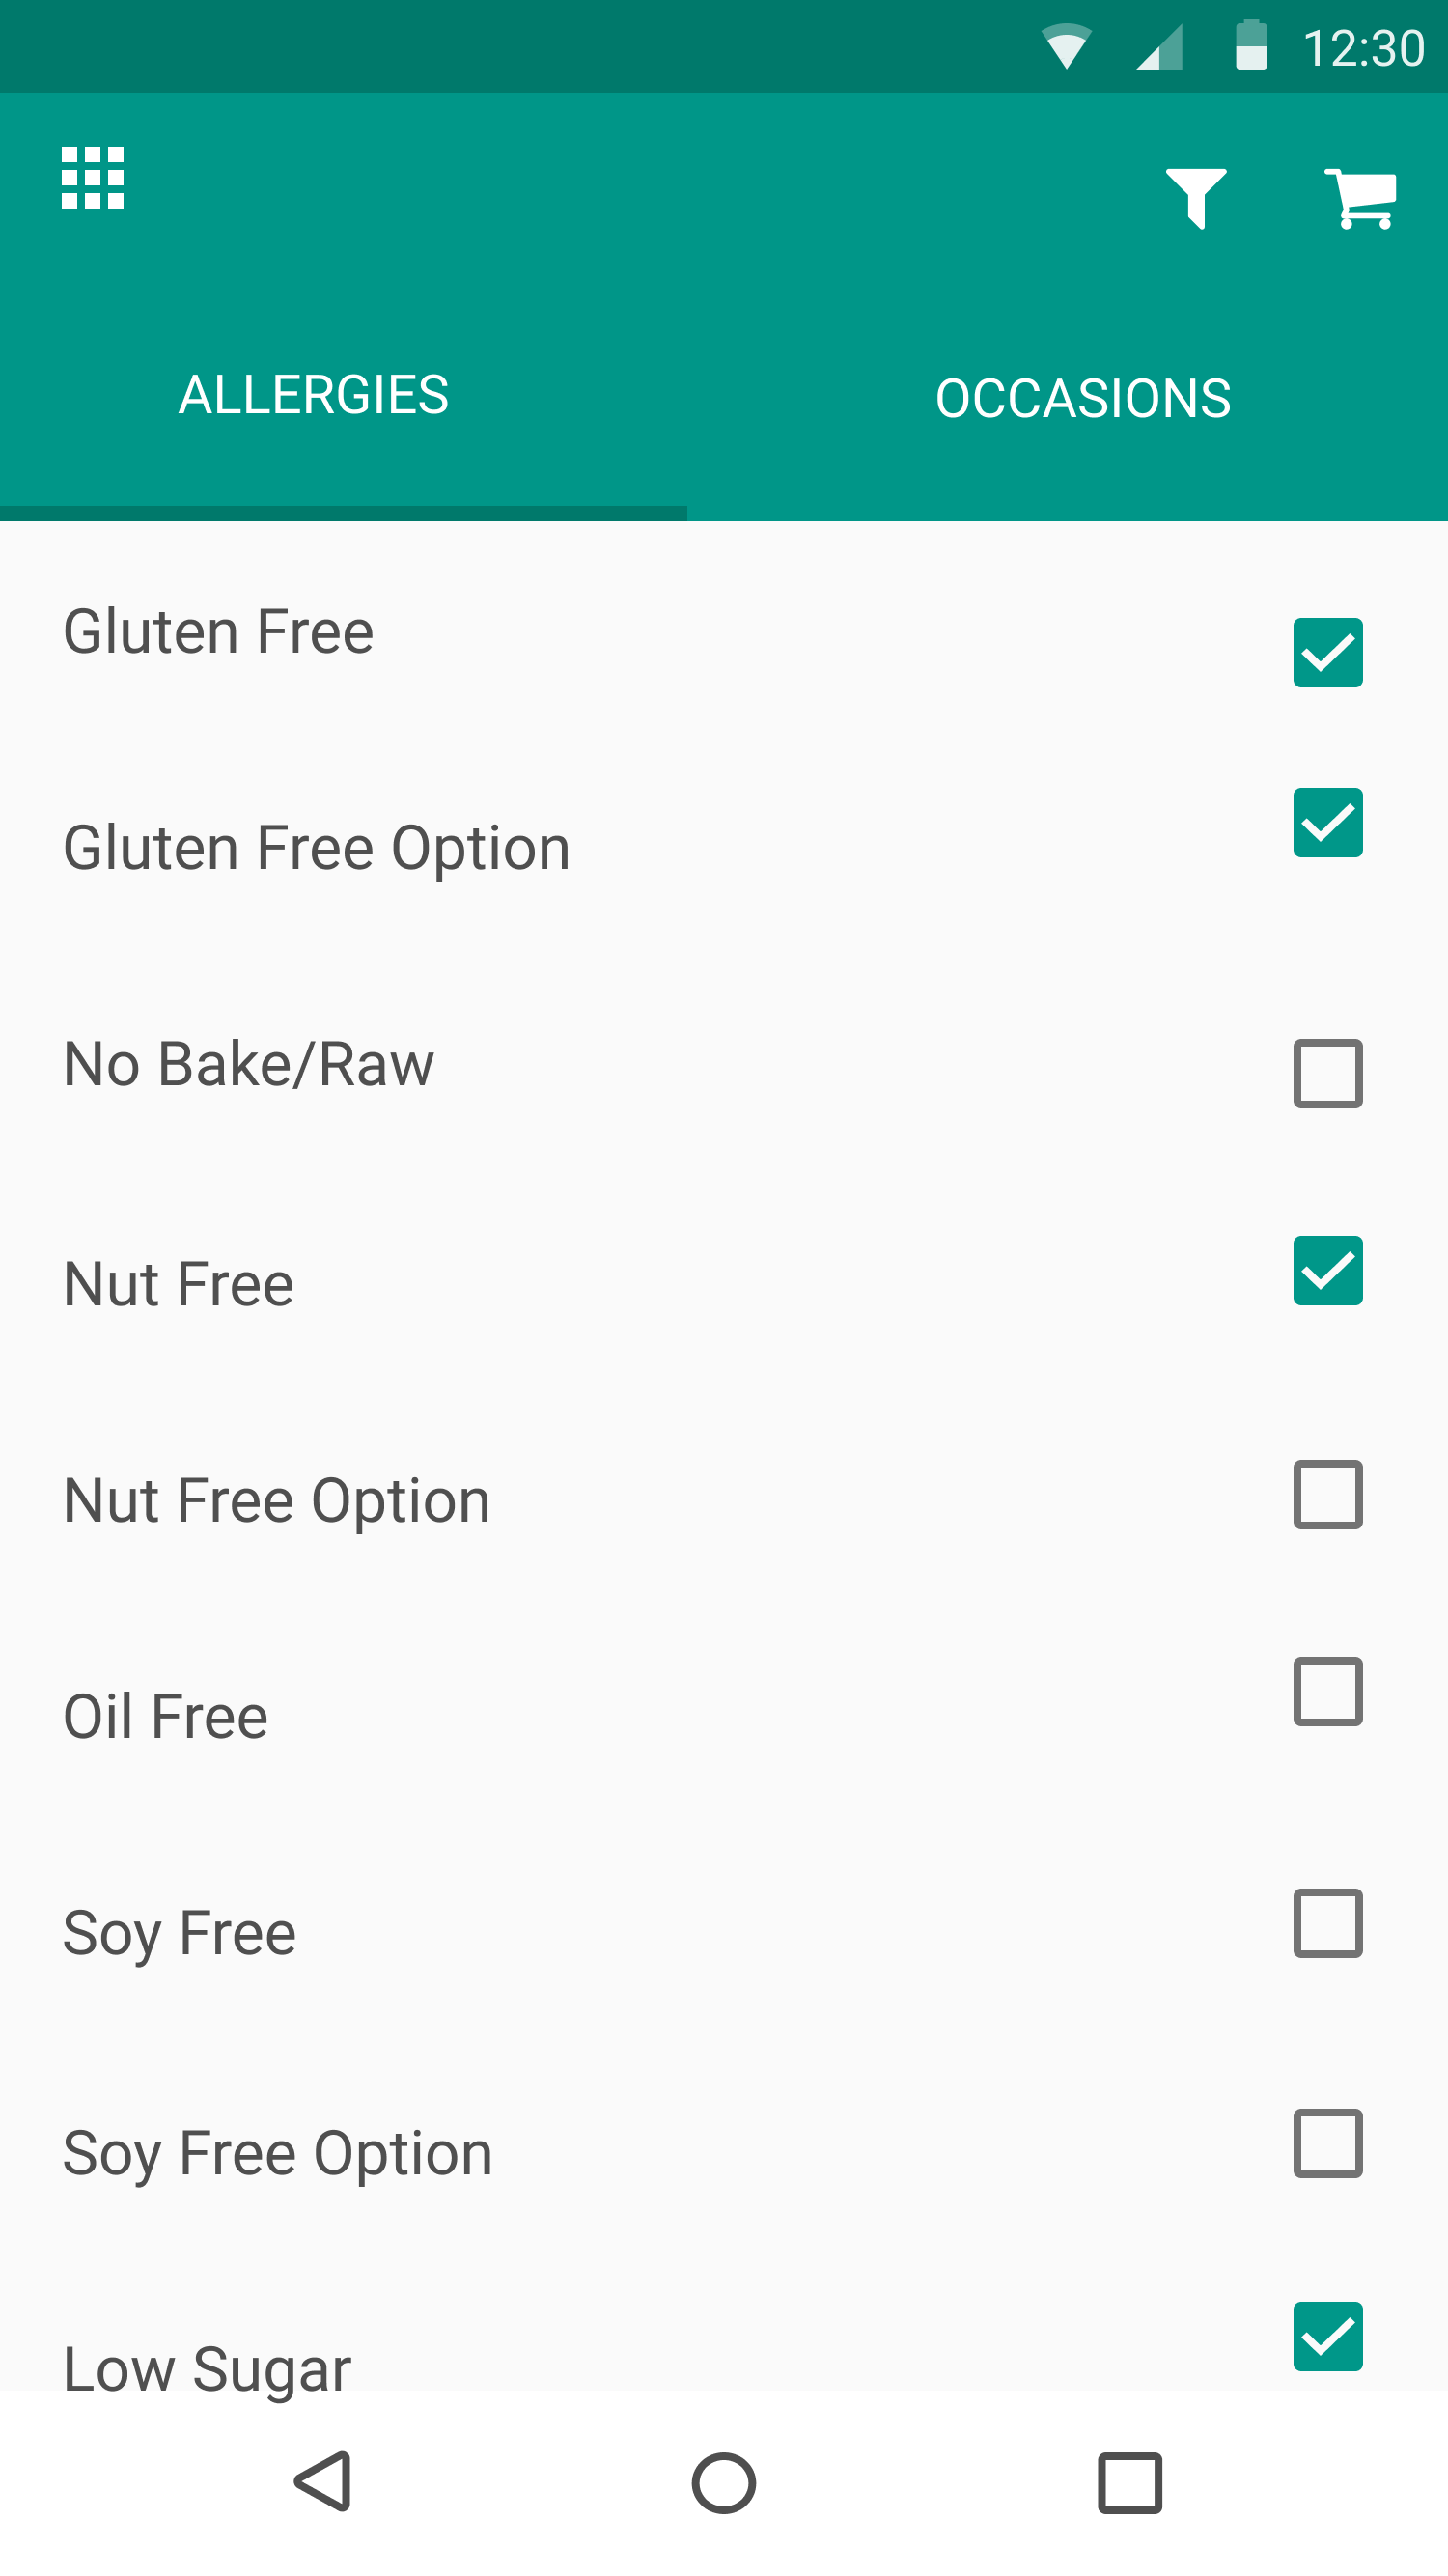 12:30
ALLERGIES
OCCASIONS
Gluten Free
Gluten Free Option
No Bake/Raw
Nut Free
Nut Free Option
Oil Free
Soy Free
Soy Free Option
Low Sugar